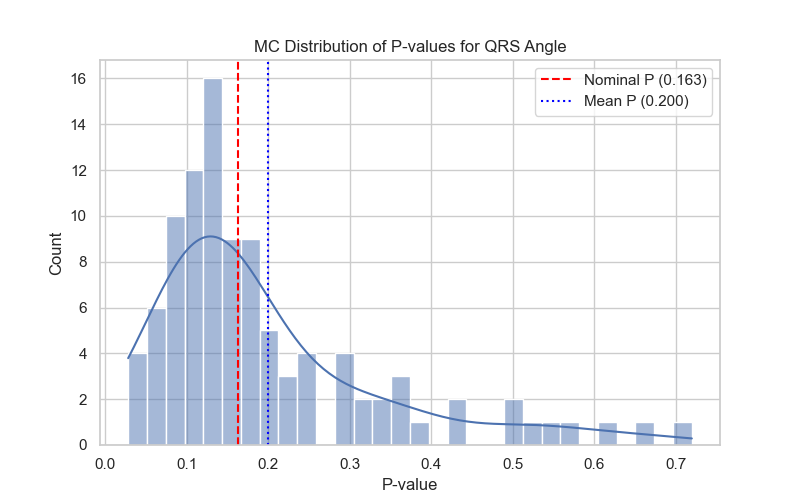 MC Distribution of P-values for QRS Angle
Nominal P (0.163)
Mean P (0.200)
Count
16
14
12
10
8
6
4
2
0
0.0 0.1 0.2 0.3 0.4 0.5 0.6 0.7
P-value